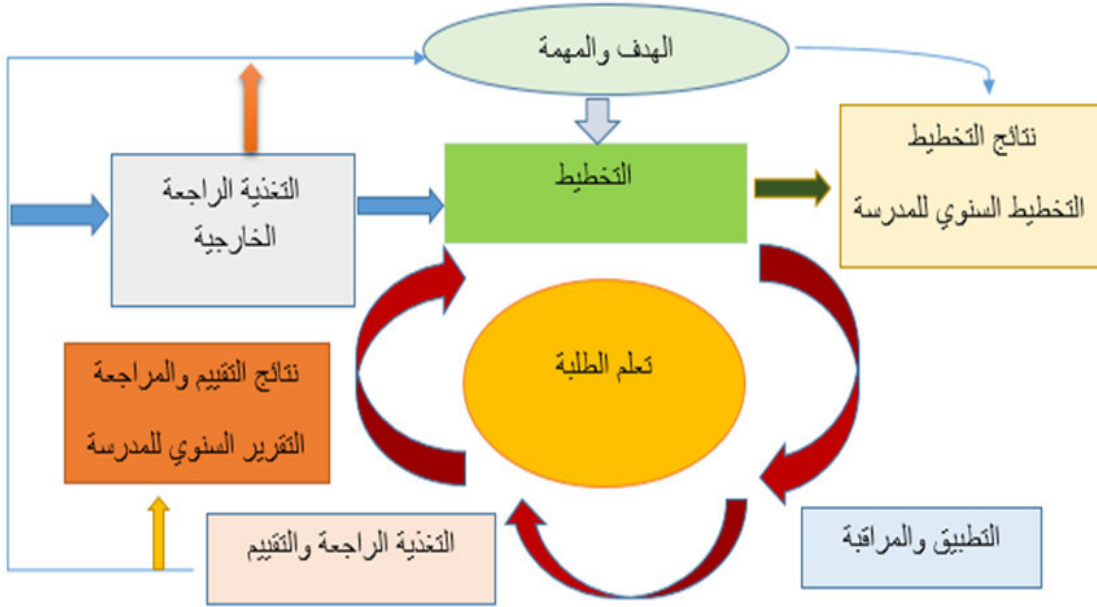 الهدف والمهمة
نتائج التخطيط
التخطيط السنوي للمدرسة
التخطيط
التغذية الراجعة
الخارجية
تعلم الطلبة
نتائج التقييم والمراجعة
التقرير السنوي للمدرسة
التطبيق والمراقبة
التغذية الراجعة والتقييم